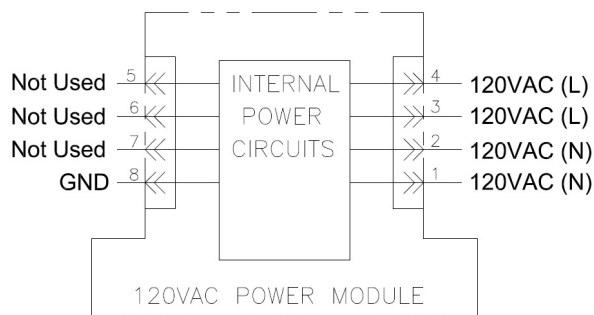 Not Used 5 INTERNAL 4 120VAC (L)
Not Used 6 POWER 3 120VAC (L)
Not Used 7 CIRCUITS 2 120VAC (N)
GND 8 1 120VAC (N)
120VAC POWER MODULE